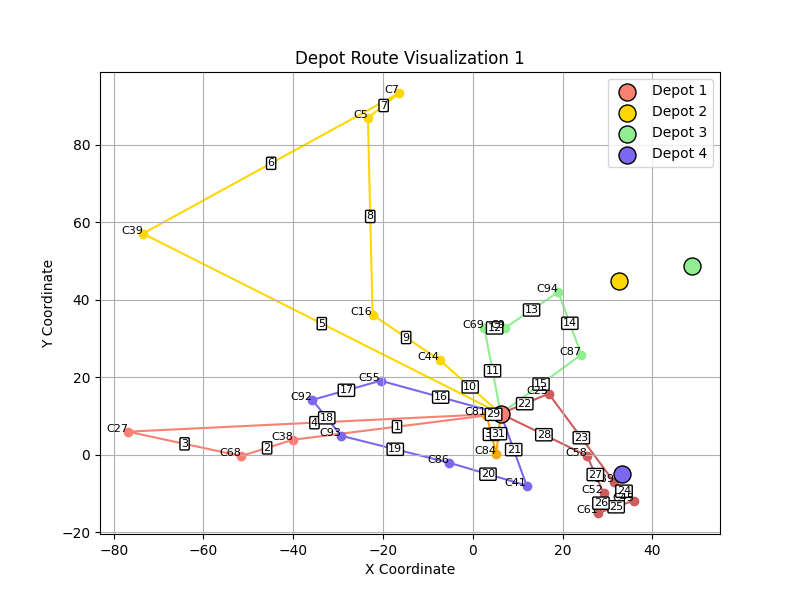 Depot Route Visualization 1
Depot 1
Depot 2
Depot 3
Depot 4
Y Coordinate
80
60
40
20
0
−20
−80
−60
−40
−20
0
20
40
X Coordinate
C7
7
C5
6
8
C39
5
C16
9
C44
10
C94
13
14
C69
12
C87
11
15
C25
22
C55
17
16
C92
18
4
1
C93
19
C86
20
C41
21
C81
29
31
C84
C27
3
C68
2
C38
28
23
C58
27
C52
24
26
25